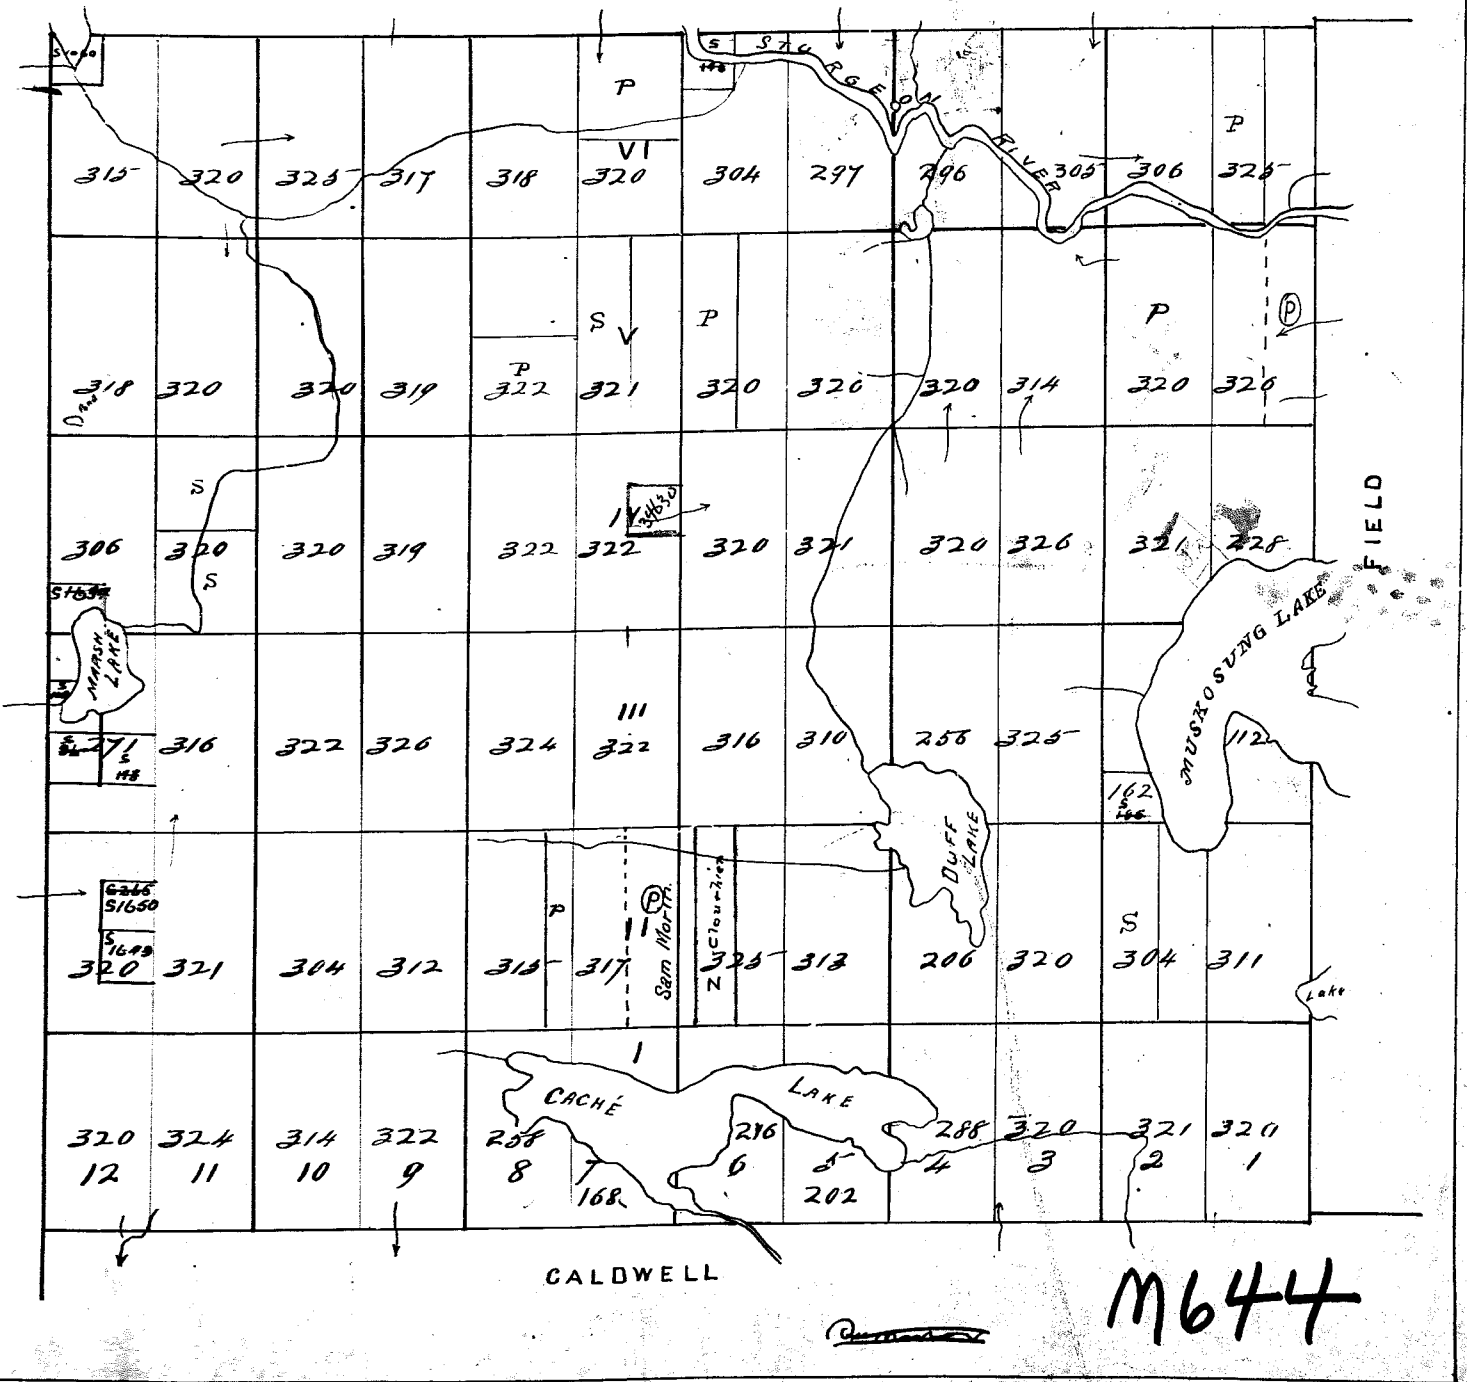 S
STURGEON RIVER
P
P
VI
315 320 325 317 318 320 304 297 296 305 306 325
S
V
P
P
P
P
318 320 320 319 322 321 320 320 320 314 320 326
S
IV
306 320 320 319 322 322 320 321 320 326 321 228
S
FIELD
MARSH LAKE
MUSKOSUNG LAKE
S
III
S
271 316 322 326 324 322 316 310 256 325 112
S
162
S
DUFF LAKE
S1650
P
P
II
Sam Morin
S
1649
S
320 321 304 312 315 317 325 313 206 320 304 311
Lake
I
CACHÉ LAKE
320 324 314 322 258 216 288 320 321 320
12 11 10 9 8 7 6 5 4 3 2 1
168 202
CALDWELL
M644